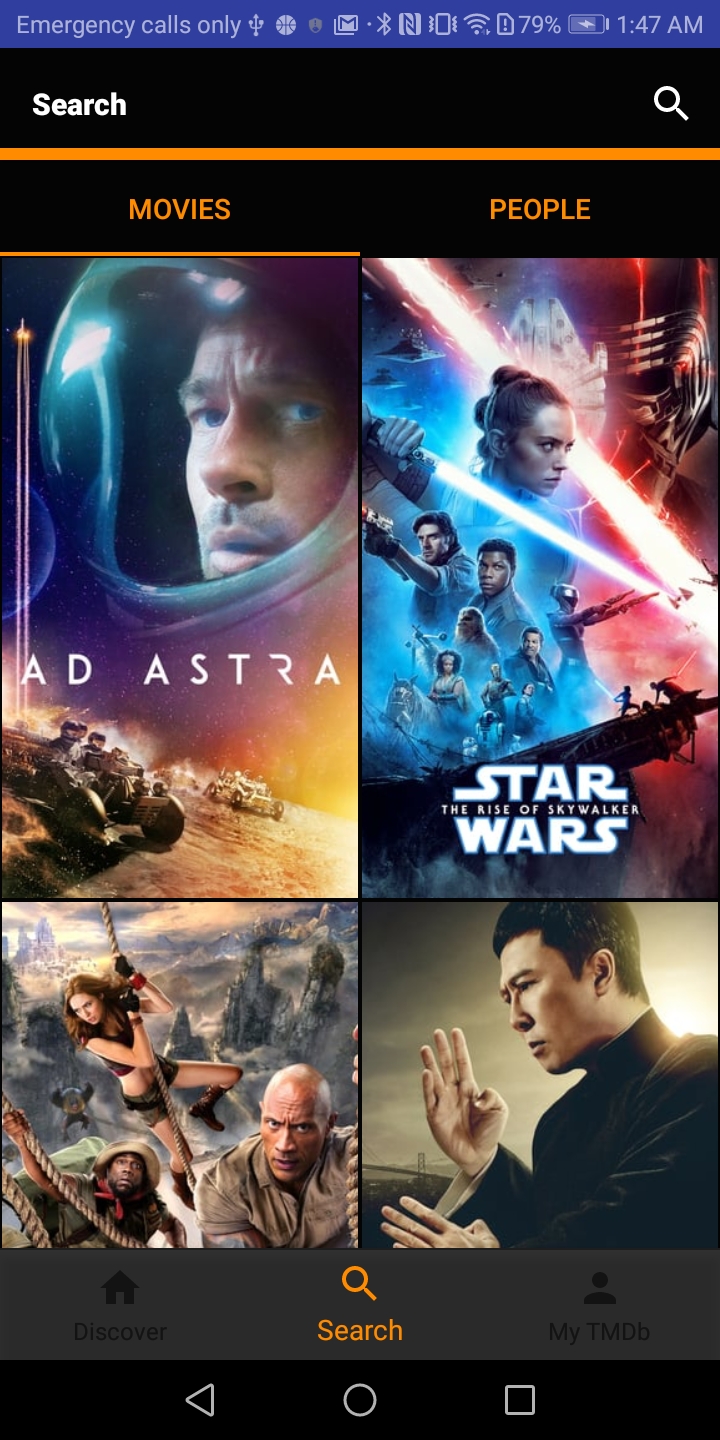 Emergency calls only 79% 1:47 AM
Search
MOVIES PEOPLE
AD ASTRA
STAR
THE RISE OF SKYWALKER
WARS
Discover Search My TMDb